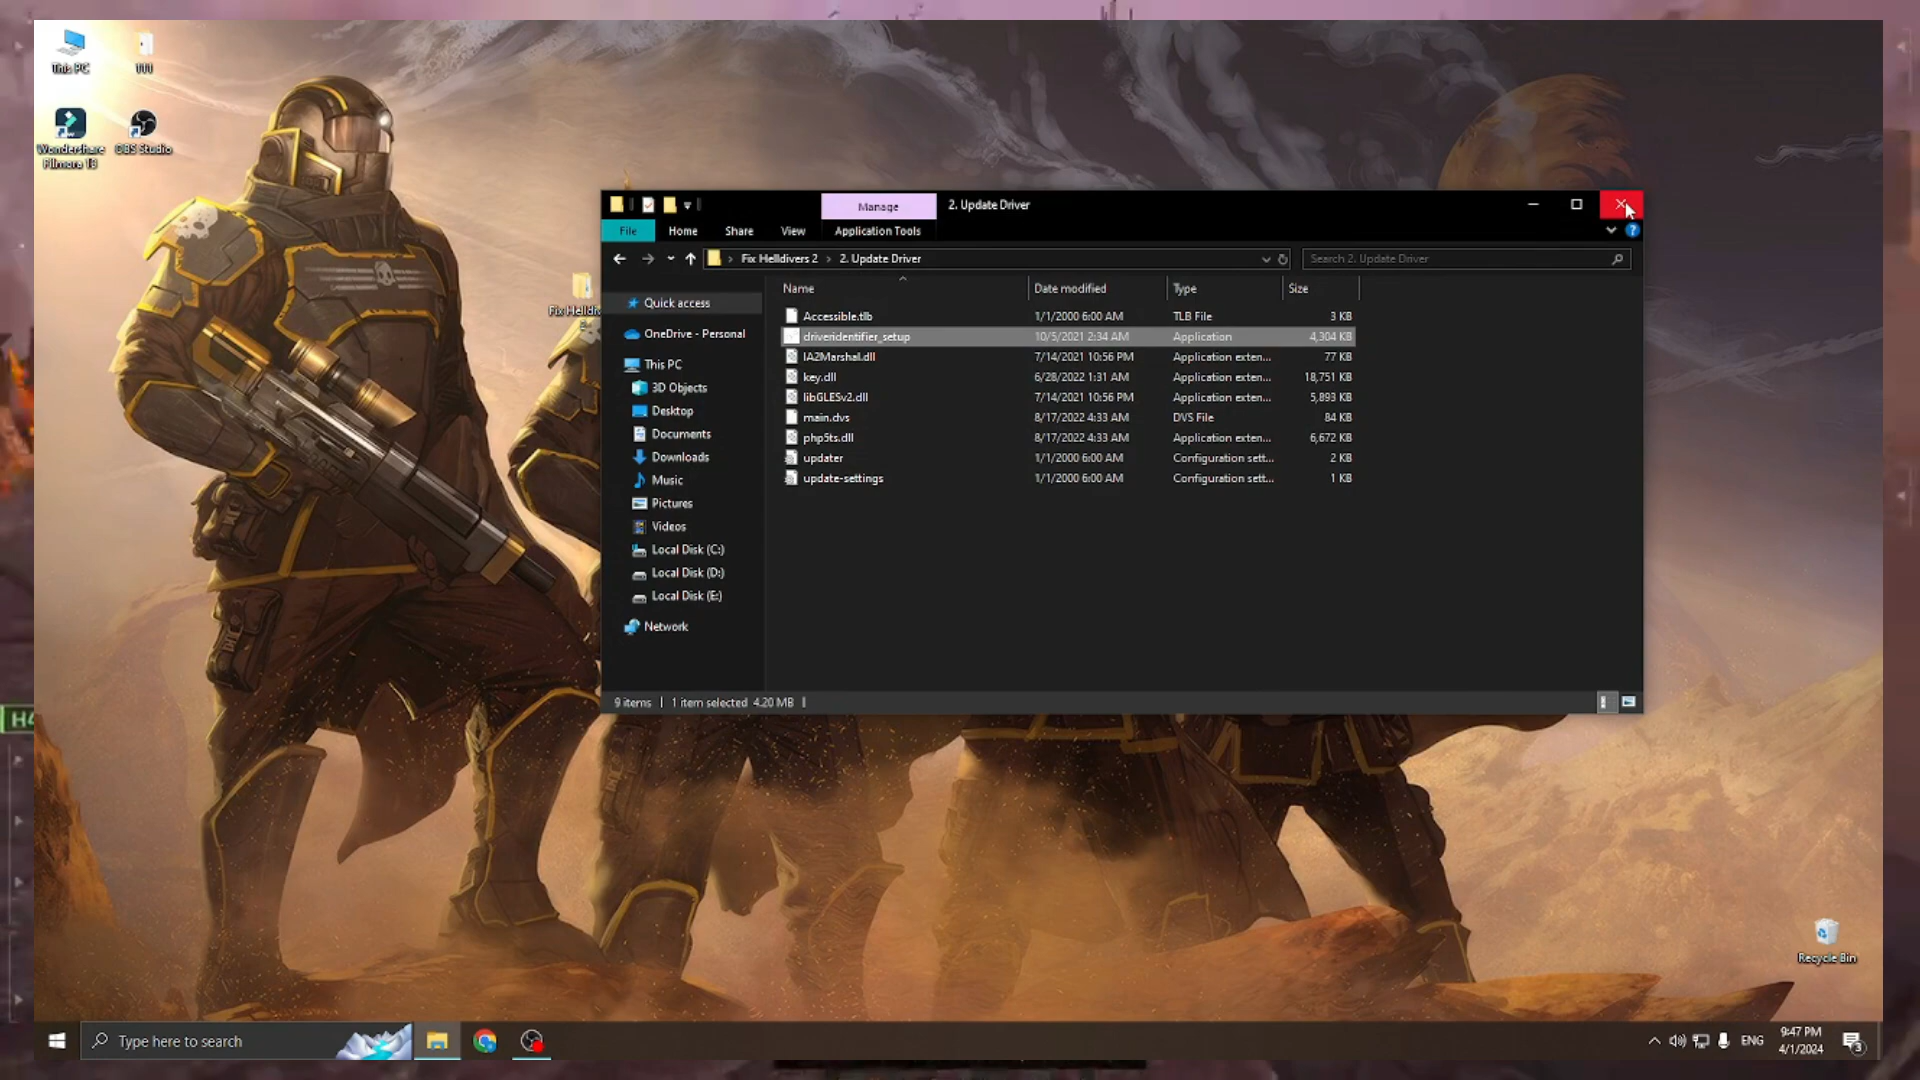 This PC
Wondershare
Filmora 13
OBS Studio
Manage
2. Update Driver
File
Home
Share
View
Application Tools
Fix Helldivers 2
2. Update Driver
Search 2. Update Driver
Name
Date modified
Type
Size
Quick access
OneDrive - Personal
This PC
3D Objects
Desktop
Documents
Downloads
Music
Pictures
Videos
Local Disk (C:)
Local Disk (D:)
Local Disk (E:)
Network
Accessible.tlb 1/1/2000 6:00 AM TLB File 3 KB
driveridentifier_setup 10/5/2021 2:34 AM Application 4,304 KB
IA2Marshal.dll 7/14/2021 10:56 PM Application exten... 77 KB
key.dll 6/28/2022 1:31 AM Application exten... 18,751 KB
libGLESv2.dll 7/14/2021 10:56 PM Application exten... 5,893 KB
main.dvs 8/17/2022 4:33 AM DVS File 84 KB
php5ts.dll 8/17/2022 4:33 AM Application exten... 6,672 KB
updater 1/1/2000 6:00 AM Configuration sett... 2 KB
update-settings 1/1/2000 6:00 AM Configuration sett... 1 KB
9 items
1 item selected 4.20 MB
Recycle Bin
Type here to search
ENG
9:47 PM
4/1/2024
3